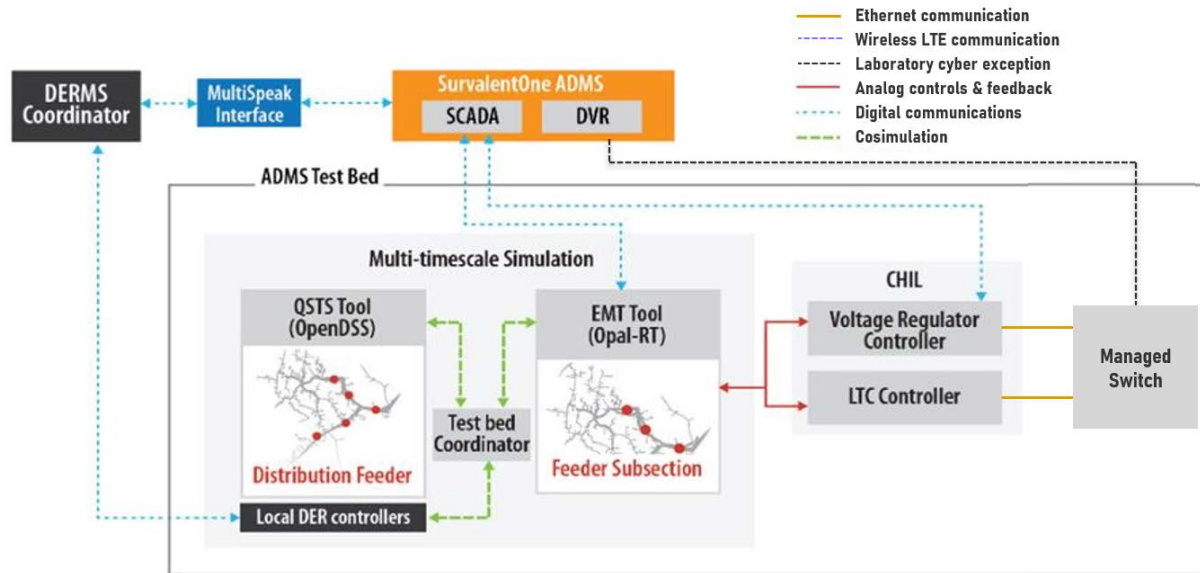 Ethernet communication
Wireless LTE communication
Laboratory cyber exception
Analog controls & feedback
Digital communications
Cosimulation
DERMS
Coordinator
MultiSpeak
Interface
SurvalentOne ADMS
SCADA
DVR
ADMS Test Bed
Multi-timescale Simulation
QSTS Tool
(OpenDSS)
Distribution Feeder
Local DER controllers
Test bed
Coordinator
EMT Tool
(Opal-RT)
Feeder Subsection
CHIL
Voltage Regulator
Controller
LTC Controller
Managed
Switch